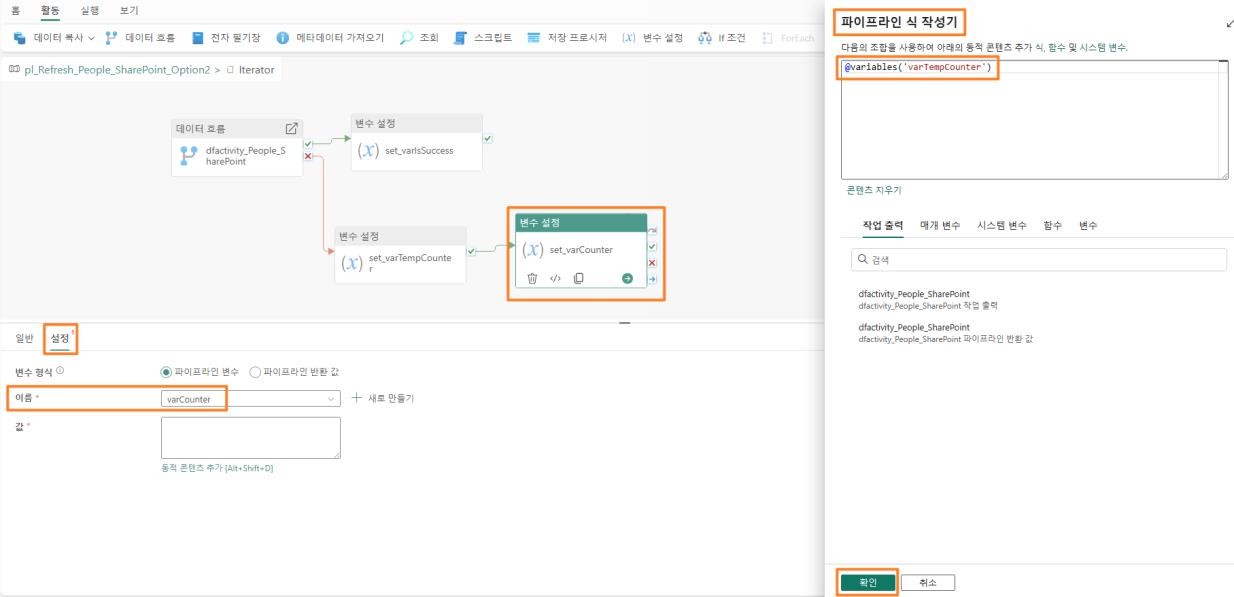 홈 활동 실행 보기
데이터 복사 데이터 흐름 전자 필기장 메타데이터 가져오기 조회 스크립트 저장 프로시저 (x) 변수 설정 If 조건 ForEach
pl_Refresh_People_SharePoint_Option2 > Iterator
데이터 흐름
dfactivity_People_S
harePoint
변수 설정
(x) set_varIsSuccess
변수 설정
(x) set_varTempCounte
r
변수 설정
(x) set_varCounter
일반 설정 1
변수 형식 파이프라인 변수 파이프라인 반환 값
이름 * varCounter + 새로 만들기
값 *
동적 콘텐츠 추가 [Alt+Shift+D]
파이프라인 식 작성기
다음의 조합을 사용하여 아래의 동적 콘텐츠 추가 식, 함수 및 시스템 변수.
@variables('varTempCounter')
콘텐츠 지우기
작업 출력 매개 변수 시스템 변수 함수 변수
검색
dfactivity_People_SharePoint
dfactivity_People_SharePoint 작업 출력
dfactivity_People_SharePoint
dfactivity_People_SharePoint 파이프라인 반환 값
확인 취소